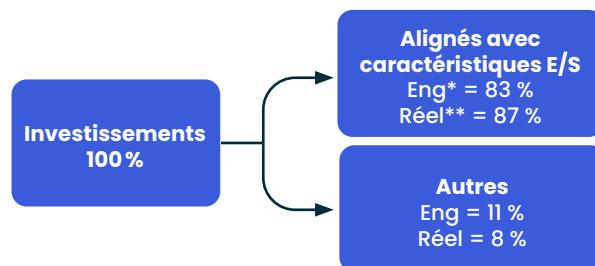 Investissements
100 %
Alignés avec
caractéristiques E/S
Eng* = 83 %
Réel** = 87 %
Autres
Eng = 11 %
Réel = 8 %